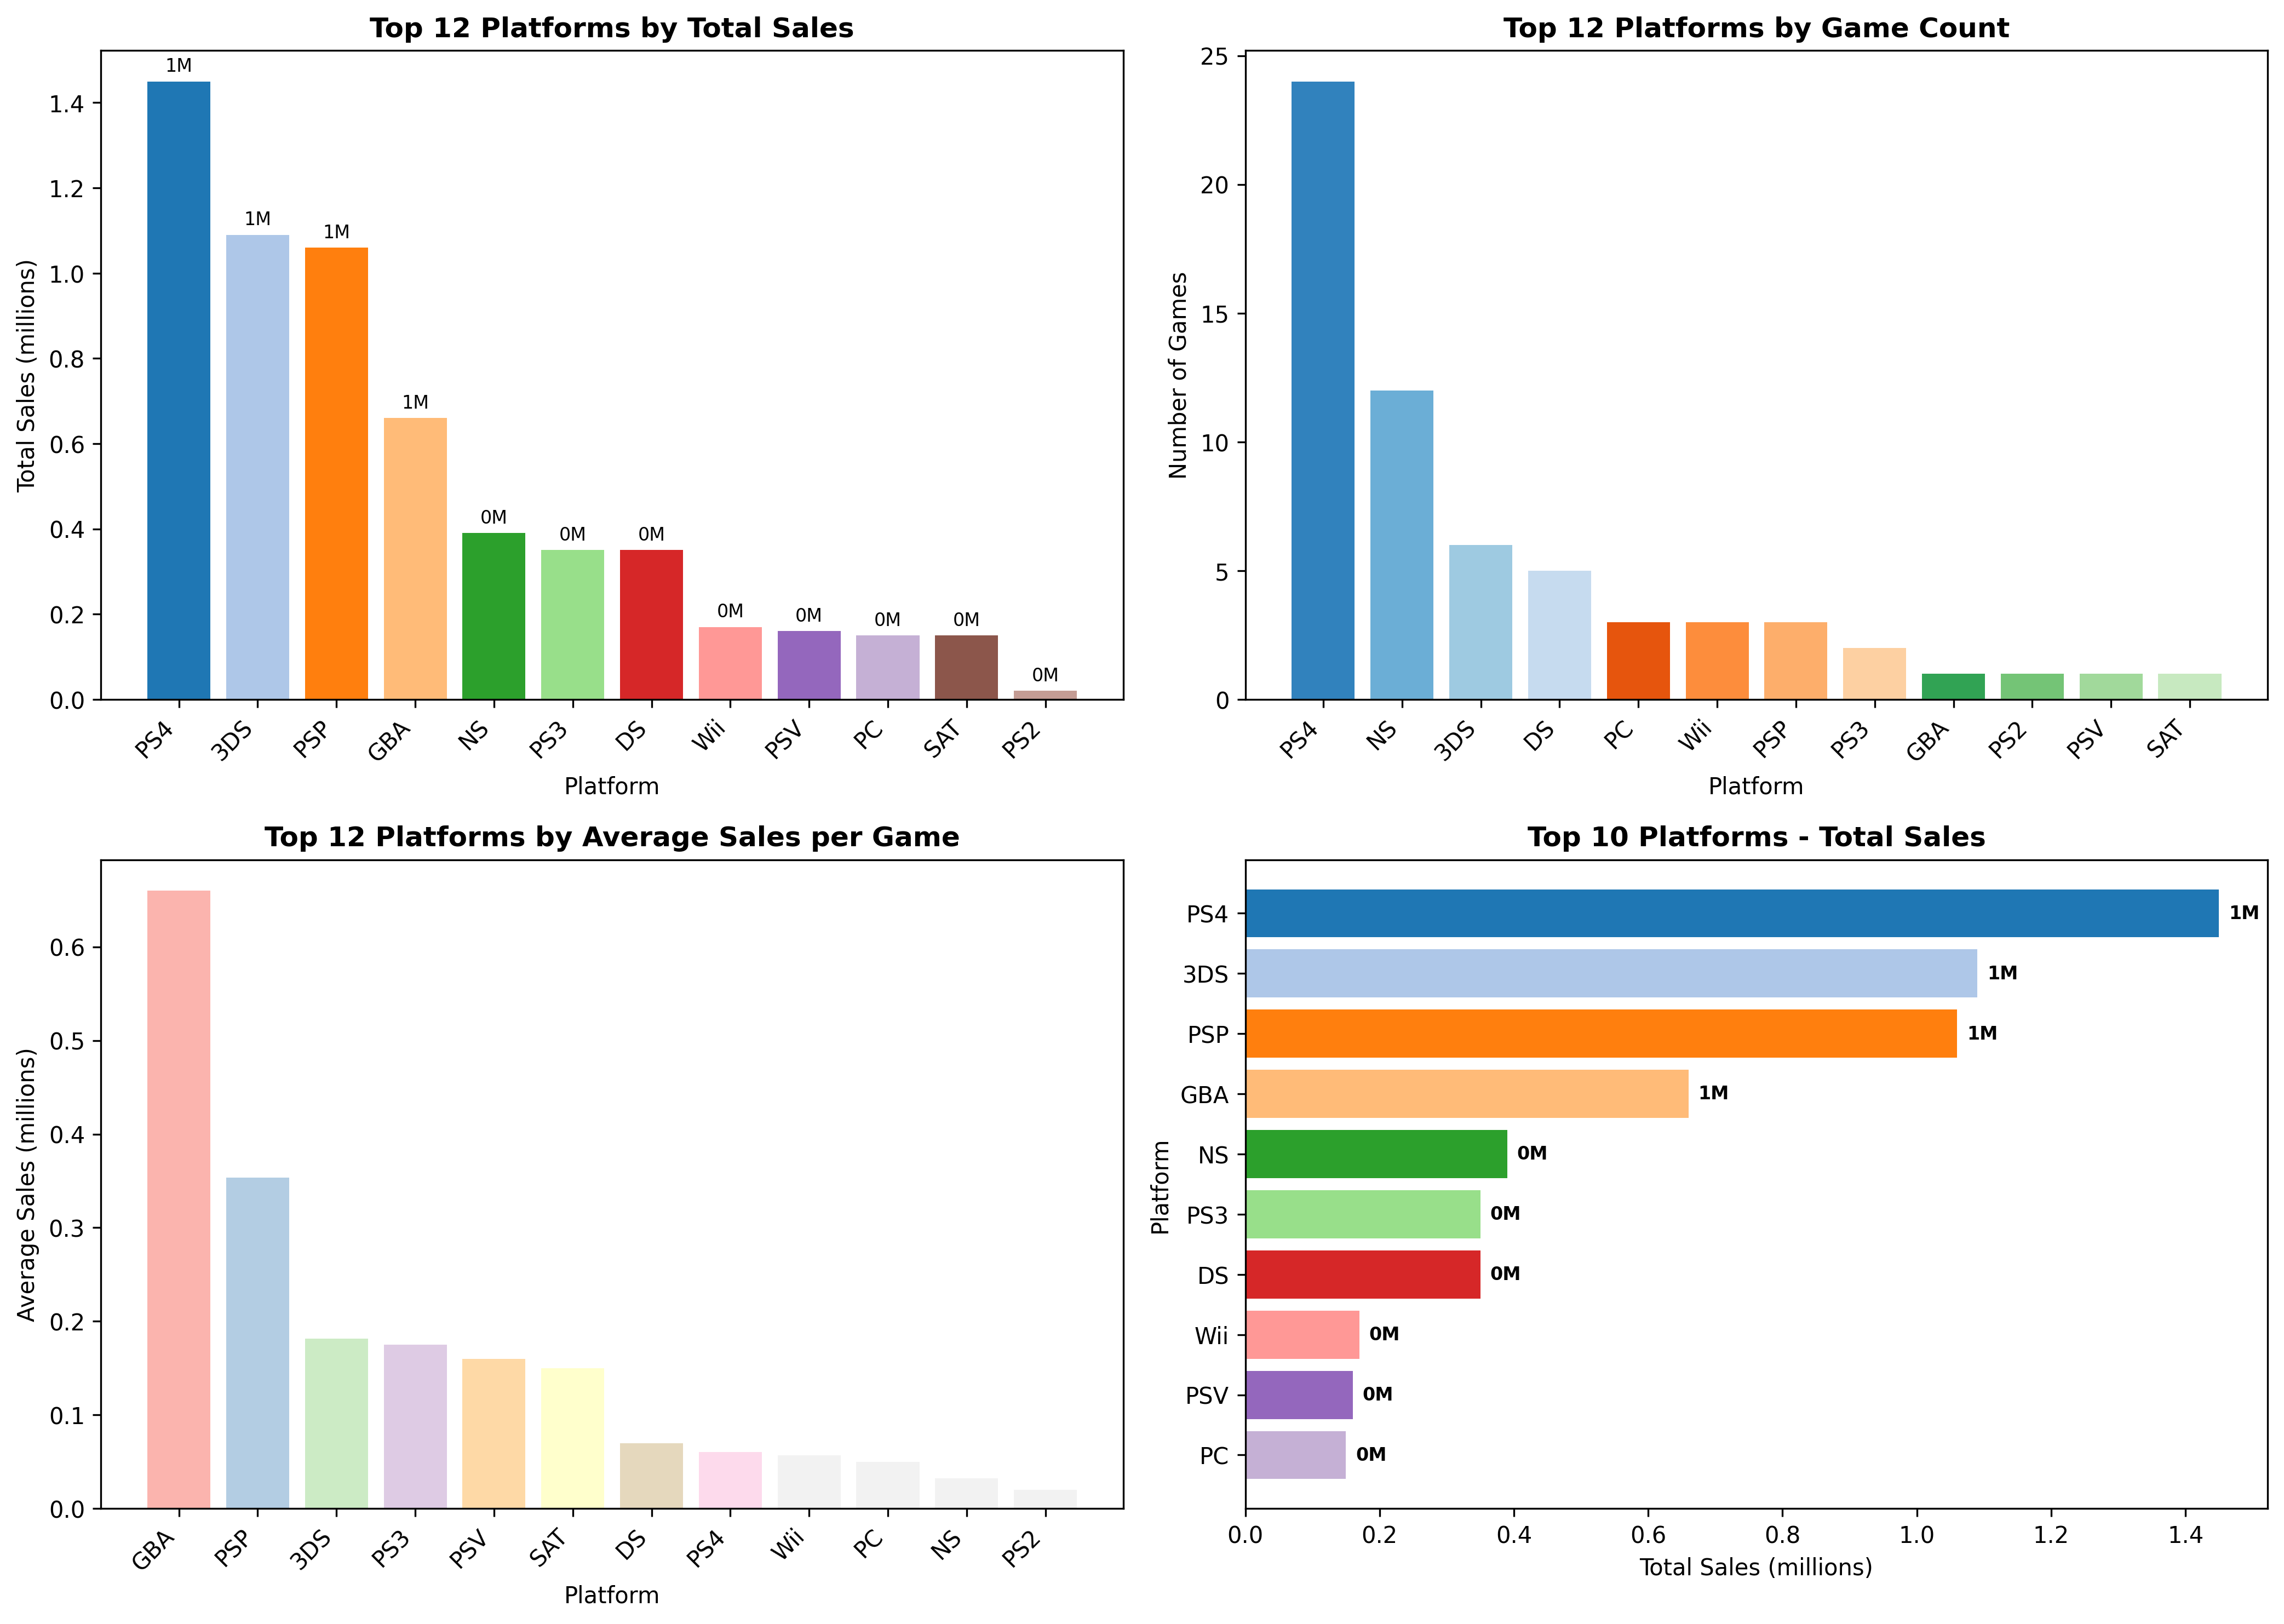 Top 12 Platforms by Total Sales
Total Sales (millions)
1.4
1.2
1.0
0.8
0.6
0.4
0.2
0.0
1M
1M
1M
1M
0M
0M
0M
0M
0M
0M
0M
0M
PS4
3DS
PSP
GBA
NS
PS3
DS
Wii
PSV
PC
SAT
PS2
Platform
Top 12 Platforms by Game Count
Number of Games
25
20
15
10
5
0
PS4
NS
3DS
DS
PC
Wii
PSP
PS3
GBA
PS2
PSV
SAT
Platform
Top 12 Platforms by Average Sales per Game
Average Sales (millions)
0.6
0.5
0.4
0.3
0.2
0.1
0.0
GBA
PSP
3DS
PS3
PSV
SAT
DS
PS4
Wii
PC
NS
PS2
Platform
Top 10 Platforms - Total Sales
Platform
PS4 1M
3DS 1M
PSP 1M
GBA 1M
NS 0M
PS3 0M
DS 0M
Wii 0M
PSV 0M
PC 0M
0.0 0.2 0.4 0.6 0.8 1.0 1.2 1.4
Total Sales (millions)